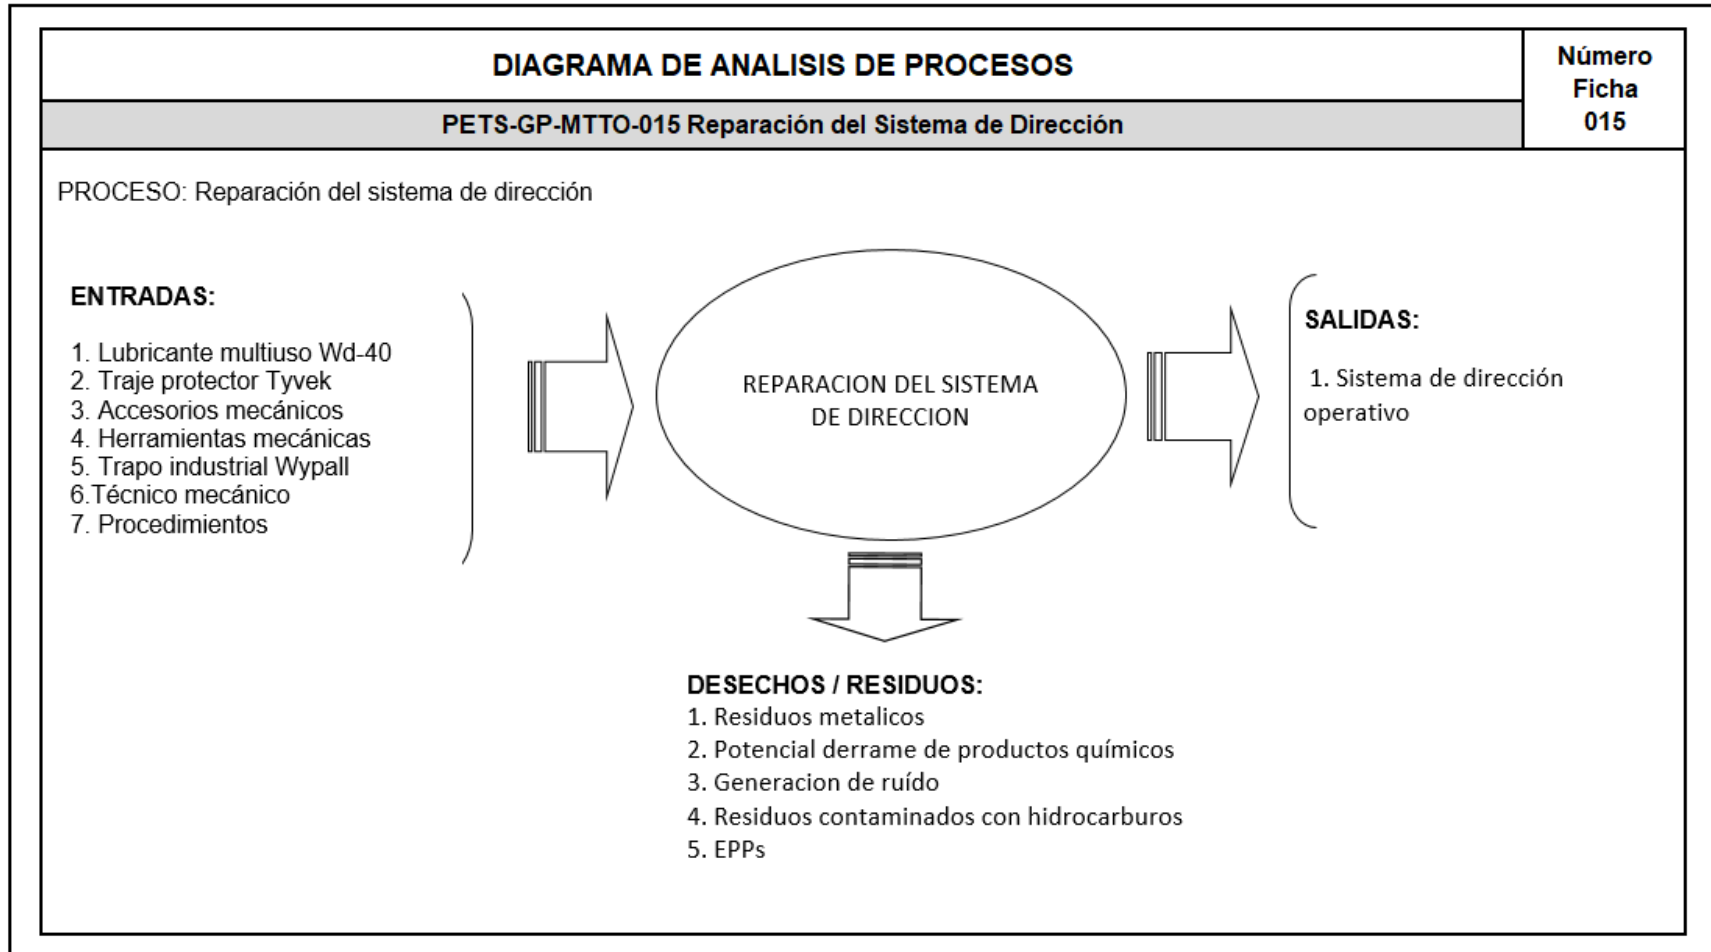 DIAGRAMA DE ANALISIS DE PROCESOS
Número
Ficha
015
PETS-GP-MTTO-015 Reparación del Sistema de Dirección
PROCESO: Reparación del sistema de dirección
ENTRADAS:
1. Lubricante multiuso Wd-40
2. Traje protector Tyvek
3. Accesorios mecánicos
4. Herramientas mecánicas
5. Trapo industrial Wypall
6.Técnico mecánico
7. Procedimientos
REPARACION DEL SISTEMA
DE DIRECCION
SALIDAS:
1. Sistema de dirección
operativo
DESECHOS / RESIDUOS:
1. Residuos metalicos
2. Potencial derrame de productos químicos
3. Generacion de ruído
4. Residuos contaminados con hidrocarburos
5. EPPs